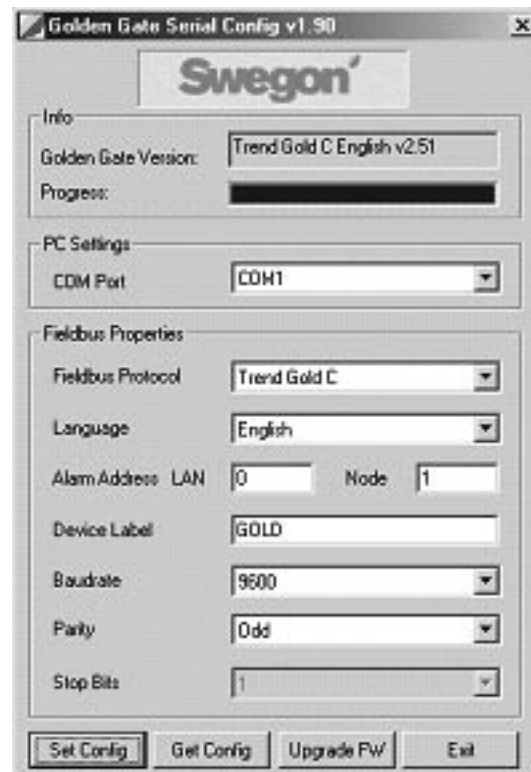 Golden Gate Serial Config v1.90
Swegon
Info
Golden Gate Version: Trend Gold C English v2.51
Progress:
PC Settings
COM Port COM1
Fieldbus Properties
Fieldbus Protocol Trend Gold C
Language English
Alarm Address LAN 0 Node 1
Device Label GOLD
Baudrate 9600
Parity Odd
Stop Bits 1
Set Config Get Config Upgrade FW Exit